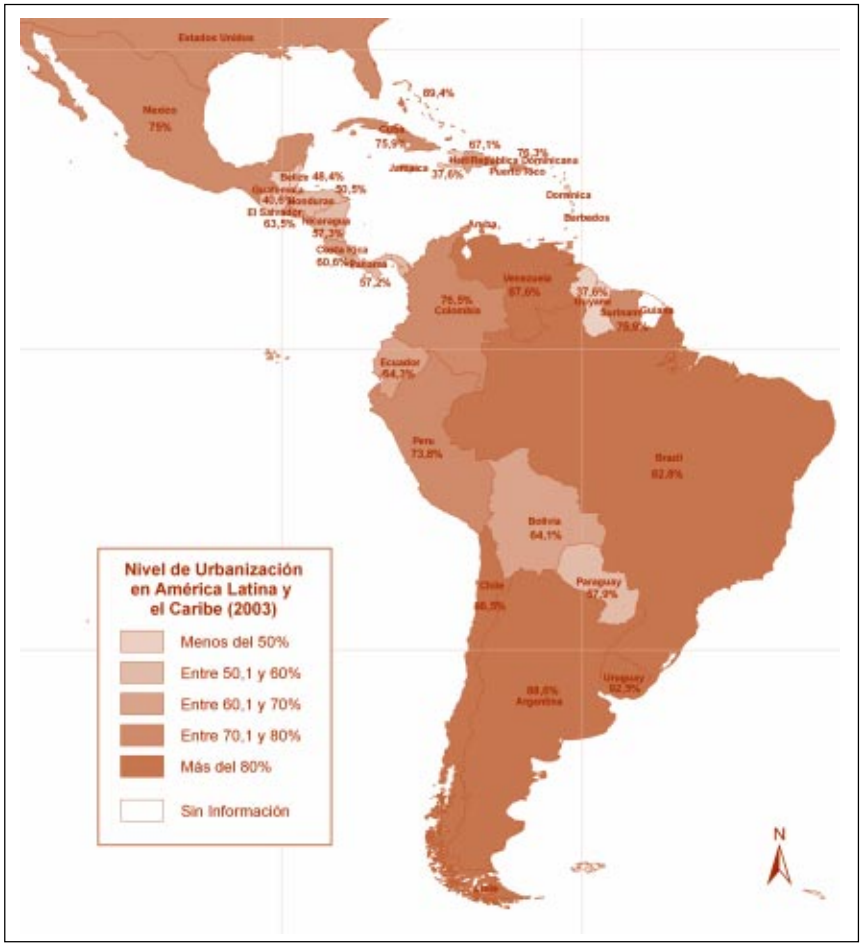 Estados Unidos
Mexico
75%
89,4%
Cuba
75,9%
67,1%
76,3%
Haiti República Dominicana
Jamaica
37,6%
Puerto Rico
Belice 48,4%
Guatemala
50,5%
40,6%
Honduras
El Salvador
63,5%
Nicaragua
57,3%
Costa Rica
60,6%
Panamá
57,2%
Dominica
Barbados
Aruba
Venezuela
87,6%
76,5%
Colombia
37,6%
Guyana
Surinam
Guiana
Ecuador
Peru
73,8%
Brazil
82,8%
Bolivia
64,1%
Paraguay
57,9%
Chile
Uruguay
92,5%
88,6%
Argentina
Nivel de Urbanización
en América Latina y
el Caribe (2003)
Menos del 50%
Entre 50,1 y 60%
Entre 60,1 y 70%
Entre 70,1 y 80%
Más del 80%
Sin Información
N